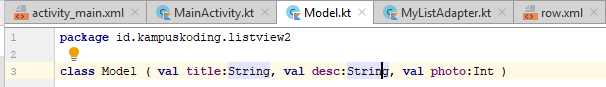 activity_main.xml MainActivity.kt Model.kt MyListAdapter.kt row.xml
1 package id.kampuskoding.listview2
2
3 class Model ( val title:String, val desc:String, val photo:Int )